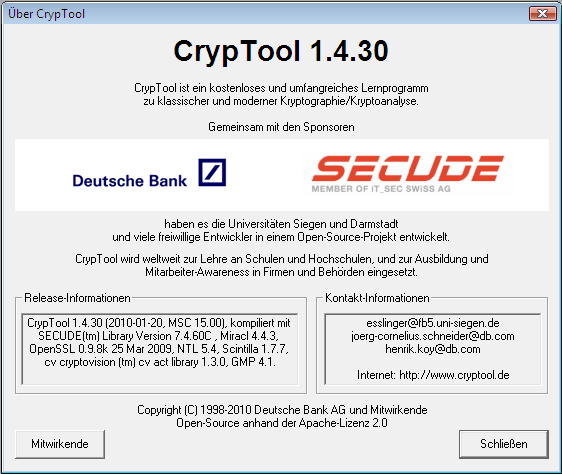 Über CrypTool
CrypTool 1.4.30
CrypTool ist ein kostenloses und umfangreiches Lernprogramm
zu klassischer und moderner Kryptographie/Kryptoanalyse.
Gemeinsam mit den Sponsoren
Deutsche Bank
SECUDE
MEMBER OF iT_SEC SWiSS AG
haben es die Universitäten Siegen und Darmstadt
und viele freiwillige Entwickler in einem Open-Source-Projekt entwickelt.
CrypTool wird weltweit zur Lehre an Schulen und Hochschulen, und zur Ausbildung und
Mitarbeiter-Awareness in Firmen und Behörden eingesetzt.
Release-Informationen
CrypTool 1.4.30 (2010-01-20, MSC 15.00), kompiliert mit
SECUDE(tm) Library Version 7.4.60C , Miracl 4.4.3,
OpenSSL 0.9.8k 25 Mar 2009, NTL 5.4, Scintilla 1.7.7,
cv cryptovision (tm) cv act library 1.3.0, GMP 4.1.
Kontakt-Informationen
esslinger@fb5.uni-siegen.de
joerg-cornelius.schneider@db.com
henrik.koy@db.com
Internet: http://www.cryptool.de
Copyright (C) 1998-2010 Deutsche Bank AG und Mitwirkende
Open-Source anhand der Apache-Lizenz 2.0
Mitwirkende
Schließen